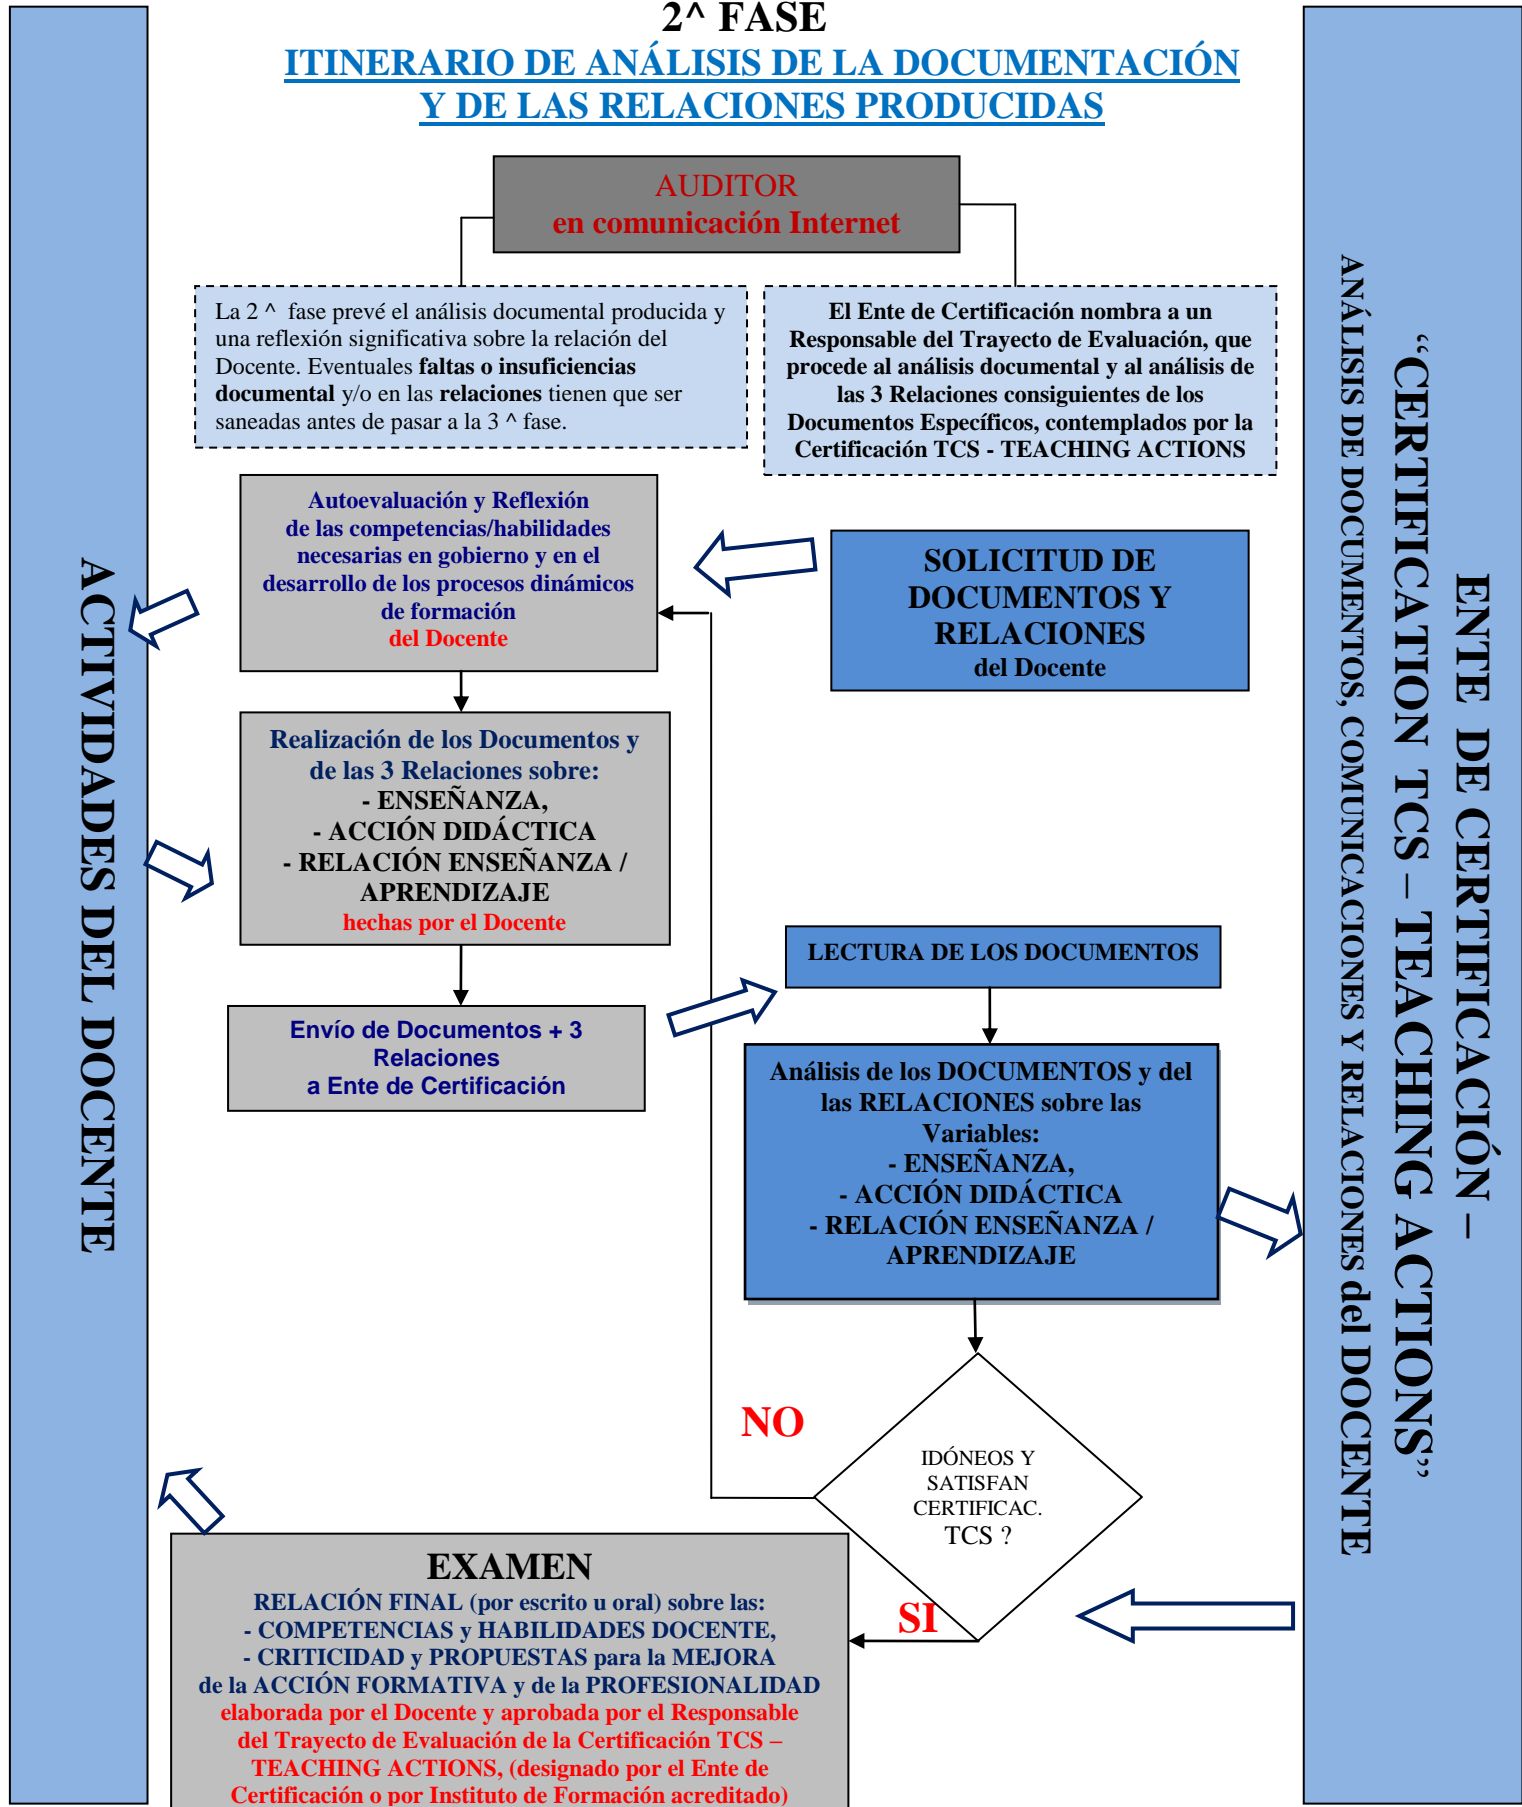 2^ FASE
ITINERARIO DE ANÁLISIS DE LA DOCUMENTACIÓN
Y DE LAS RELACIONES PRODUCIDAS
AUDITOR
en comunicación Internet
La 2 ^ fase prevé el análisis documental producida y
una reflexión significativa sobre la relación del
Docente. Eventuales faltas o insuficiencias
documental y/o en las relaciones tienen que ser
saneadas antes de pasar a la 3 ^ fase.
El Ente de Certificación nombra a un
Responsable del Trayecto de Evaluación, que
procede al análisis documental y al análisis de
las 3 Relaciones consiguientes de los
Documentos Específicos, contemplados por la
Certificación TCS - TEACHING ACTIONS
Autoevaluación y Reflexión
de las competencias/habilidades
necesarias en gobierno y en el
desarrollo de los procesos dinámicos
de formación
del Docente
SOLICITUD DE
DOCUMENTOS Y
RELACIONES
del Docente
Realización de los Documentos y
de las 3 Relaciones sobre:
- ENSEÑANZA,
- ACCIÓN DIDÁCTICA
- RELACIÓN ENSEÑANZA /
APRENDIZAJE
hechas por el Docente
LECTURA DE LOS DOCUMENTOS
Envío de Documentos + 3
Relaciones
a Ente de Certificación
Análisis de los DOCUMENTOS y del
las RELACIONES sobre las
Variables:
- ENSEÑANZA,
- ACCIÓN DIDÁCTICA
- RELACIÓN ENSEÑANZA /
APRENDIZAJE
NO
IDÓNEOS Y
SATISFAN
CERTIFICAC.
TCS ?
SI
EXAMEN
RELACIÓN FINAL (por escrito u oral) sobre las:
- COMPETENCIAS y HABILIDADES DOCENTE,
- CRITICIDAD y PROPUESTAS para la MEJORA
de la ACCIÓN FORMATIVA y de la PROFESIONALIDAD
elaborada por el Docente y aprobada por el Responsable
del Trayecto de Evaluación de la Certificación TCS –
TEACHING ACTIONS, (designado por el Ente de
Certificación o por Instituto de Formación acreditado)
ACTIVIDADES DEL DOCENTE
ENTE DE CERTIFICACIÓN –
“CERTIFICATION TCS – TEACHING ACTIONS”
ANÁLISIS DE DOCUMENTOS, COMUNICACIONES Y RELACIONES del DOCENTE